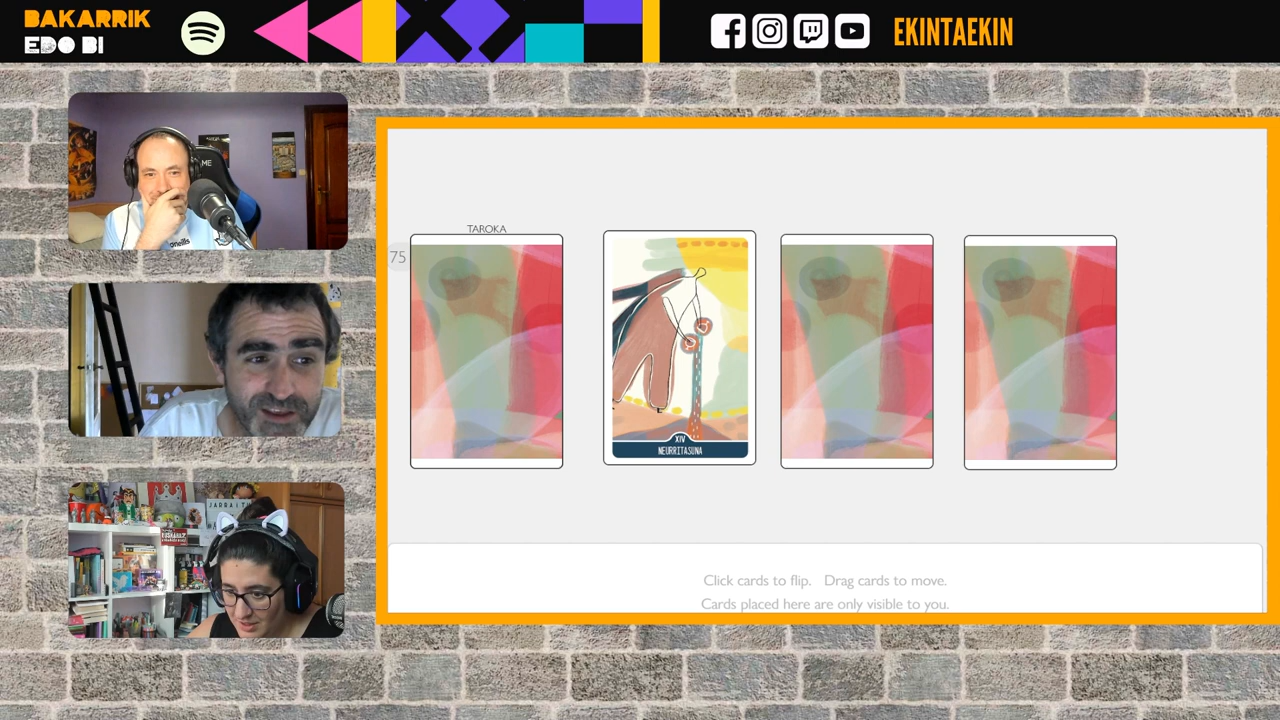 BAKARRIK
EDO BI
EKINTAEKIN
TAROKA
75
XIV
NEURRITASUNA
Click cards to flip. Drag cards to move.
Cards placed here are only visible to you.